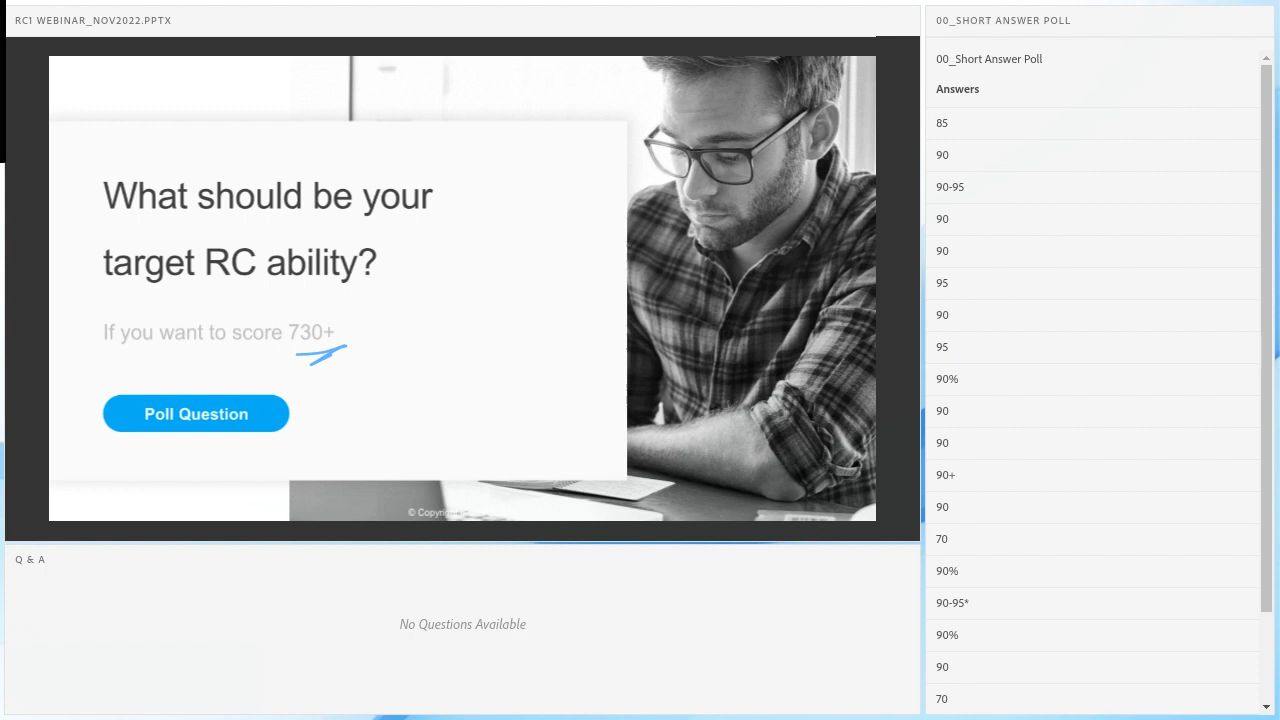 RC1 WEBINAR_NOV2022.PPTX
What should be your
target RC ability?
If you want to score 730+
Poll Question
Q & A
No Questions Available
00_SHORT ANSWER POLL
00_Short Answer Poll
Answers
85
90
90-95
90
90
95
90
95
90%
90
90
90+
90
70
90%
90-95*
90%
90
70